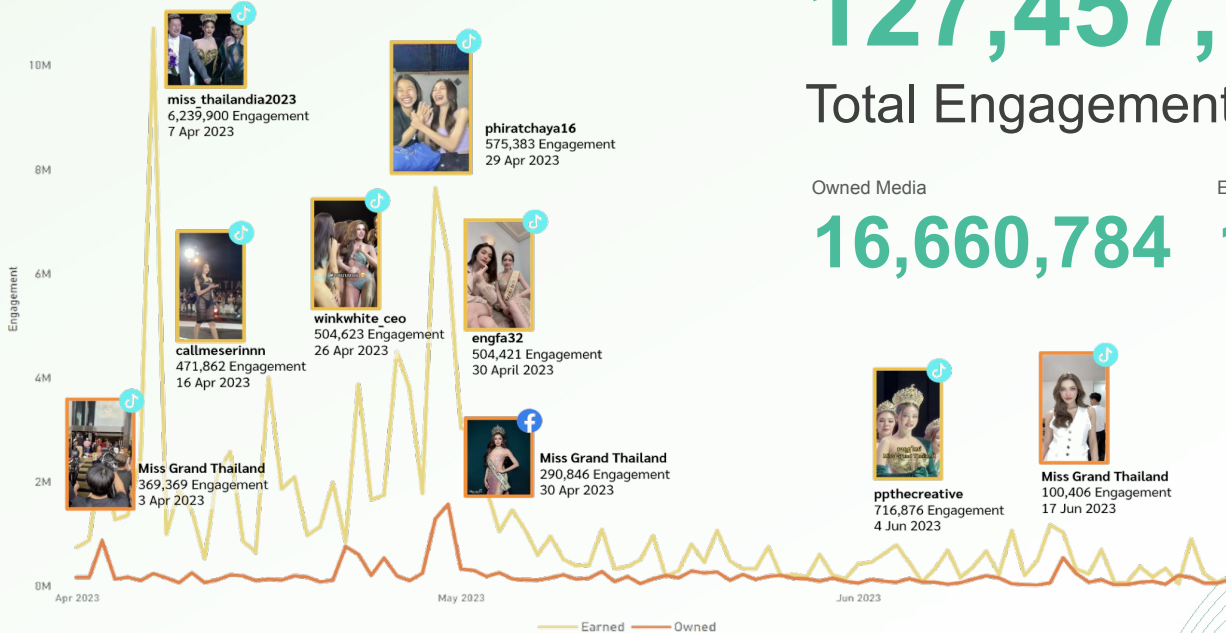 127,457,
Total Engagement
Owned Media
16,660,784
Engagement
10M
8M
6M
4M
2M
0M
Apr 2023
May 2023
Jun 2023
miss_thailandia2023
6,239,900 Engagement
7 Apr 2023
phiratchaya16
575,383 Engagement
29 Apr 2023
callmeserinnn
471,862 Engagement
16 Apr 2023
winkwhite_ceo
504,623 Engagement
26 Apr 2023
engfa32
504,421 Engagement
30 April 2023
Miss Grand Thailand
369,369 Engagement
3 Apr 2023
Miss Grand Thailand
290,846 Engagement
30 Apr 2023
ppthecreative
716,876 Engagement
4 Jun 2023
Miss Grand Thailand
100,406 Engagement
17 Jun 2023
Earned
Owned